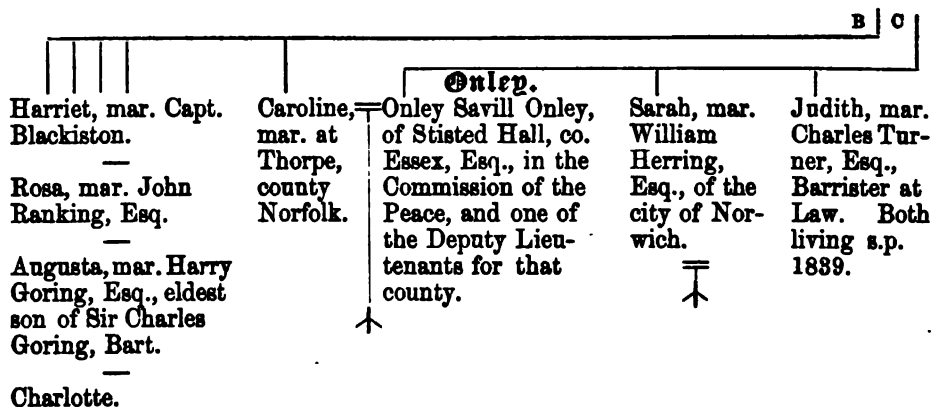 B C
Harriet, mar. Capt.
Blackiston.
Rosa, mar. John
Ranking, Esq.
Augusta, mar. Harry
Goring, Esq., eldest
son of Sir Charles
Goring, Bart.
Charlotte.
Caroline,
mar. at
Thorpe,
county
Norfolk.
Onley.
Onley Savill Onley,
of Stisted Hall, co.
Essex, Esq., in the
Commission of the
Peace, and one of
the Deputy Lieu-
tenants for that
county.
Sarah, mar.
William
Herring,
Esq., of the
city of Nor-
wich.
Judith, mar.
Charles Tur-
ner, Esq.,
Barrister at
Law. Both
living s.p.
1839.